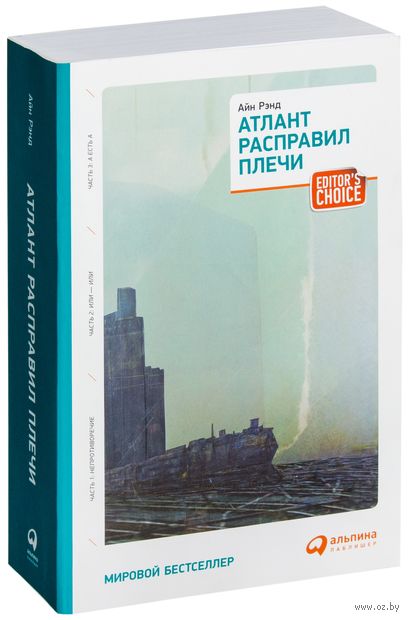 Айн Рэнд
АТЛАНТ
РАСПРАВИЛ
ПЛЕЧИ
EDITOR'S
CHOICE
ЧАСТЬ 3: А ЕСТЬ А
ЧАСТЬ 2: ИЛИ — ИЛИ
ЧАСТЬ 1: НЕПРОТИВОРЕЧИЕ
МИРОВОЙ БЕСТСЕЛЛЕР
альпина
ПАБЛИШЕР
Айн Рэнд
АТЛАНТ РАСПРАВИЛ ПЛЕЧИ
www.oz.by